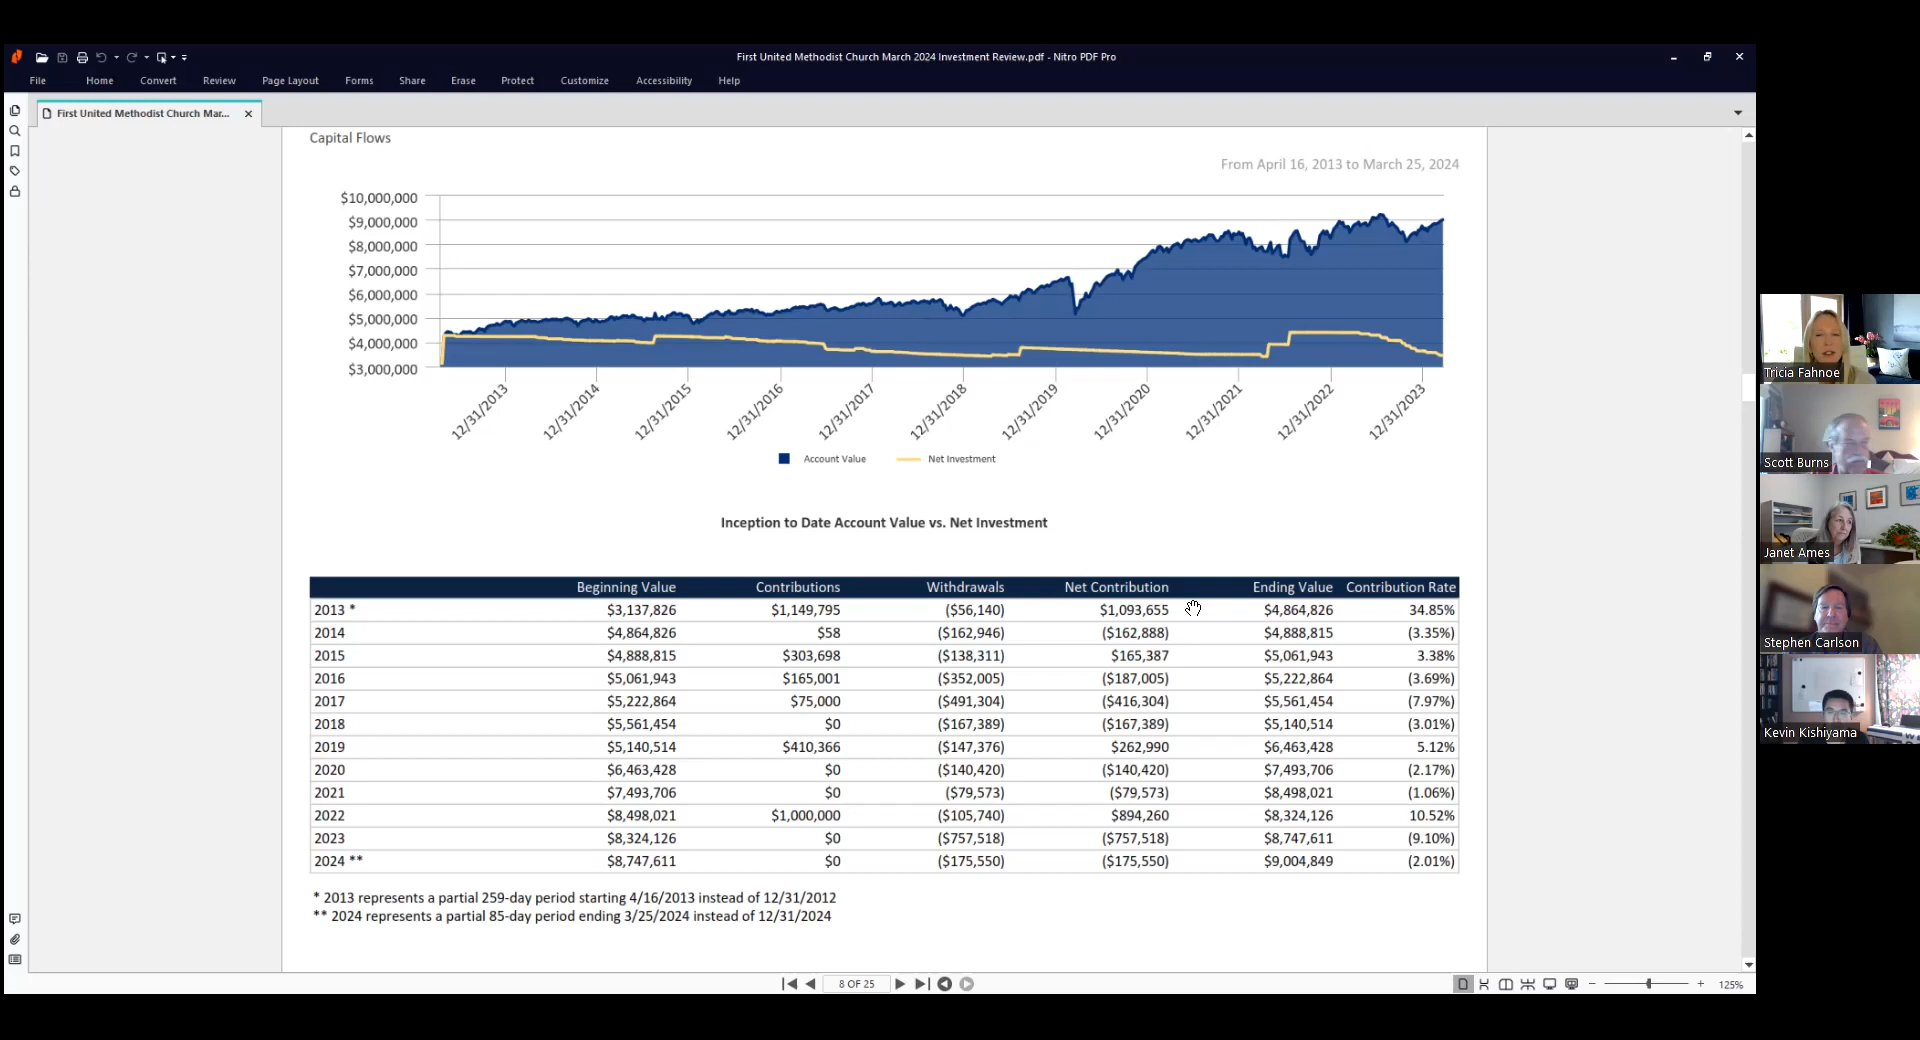 First United Methodist Church March 2024 Investment Review.pdf - Nitro PDF Pro
File Home Convert Review Page Layout Forms Share Erase Protect Customize Accessibility Help
First United Methodist Church Mar...
Capital Flows
From April 16, 2013 to March 25, 2024
$10,000,000
$9,000,000
$8,000,000
$7,000,000
$6,000,000
$5,000,000
$4,000,000
$3,000,000
12/31/2013 12/31/2014 12/31/2015 12/31/2016 12/31/2017 12/31/2018 12/31/2019 12/31/2020 12/31/2021 12/31/2022 12/31/2023
Account Value Net Investment
Inception to Date Account Value vs. Net Investment
Beginning Value Contributions Withdrawals Net Contribution Ending Value Contribution Rate
2013 * $3,137,826 $1,149,795 ($56,140) $1,093,655 $4,864,826 34.85%
2014 $4,864,826 $58 ($162,946) ($162,888) $4,888,815 (3.35%)
2015 $4,888,815 $303,698 ($138,311) $165,387 $5,061,943 3.38%
2016 $5,061,943 $165,001 ($352,005) ($187,005) $5,222,864 (3.69%)
2017 $5,222,864 $75,000 ($491,304) ($416,304) $5,561,454 (7.97%)
2018 $5,561,454 $0 ($167,389) ($167,389) $5,140,514 (3.01%)
2019 $5,140,514 $410,366 ($147,376) $262,990 $6,463,428 5.12%
2020 $6,463,428 $0 ($140,420) ($140,420) $7,493,706 (2.17%)
2021 $7,493,706 $0 ($79,573) ($79,573) $8,498,021 (1.06%)
2022 $8,498,021 $1,000,000 ($105,740) $894,260 $8,324,126 10.52%
2023 $8,324,126 $0 ($757,518) ($757,518) $8,747,611 (9.10%)
2024 ** $8,747,611 $0 ($175,550) ($175,550) $9,004,849 (2.01%)
* 2013 represents a partial 259-day period starting 4/16/2013 instead of 12/31/2012
** 2024 represents a partial 85-day period ending 3/25/2024 instead of 12/31/2024
8 OF 25
125%
Tricia Fahnoe
Scott Burns
Janet Ames
Stephen Carlson
Kevin Kishiyama